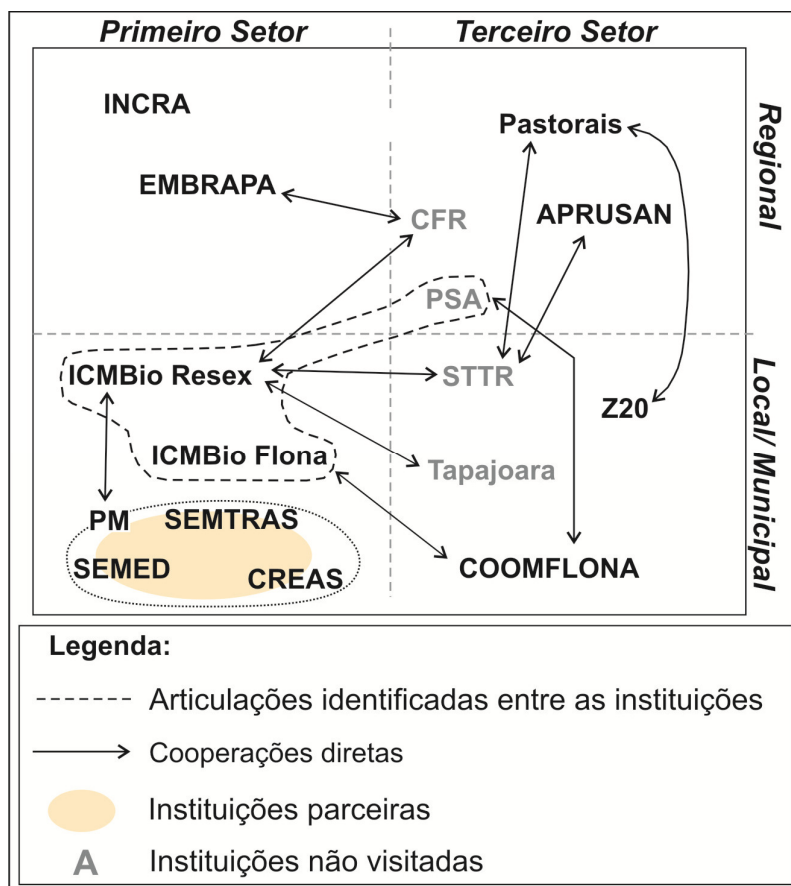 Primeiro Setor
Terceiro Setor
Regional
Local/ Municipal
INCRA
Pastorais
EMBRAPA
CFR
APRUSAN
PSA
ICMBio Resex
STTR
Z20
ICMBio Flona
Tapajoara
PM
SEMTRAS
SEMED
CREAS
COOMFLONA
Legenda:
Articulações identificadas entre as instituições
Cooperações diretas
Instituições parceiras
A
Instituições não visitadas